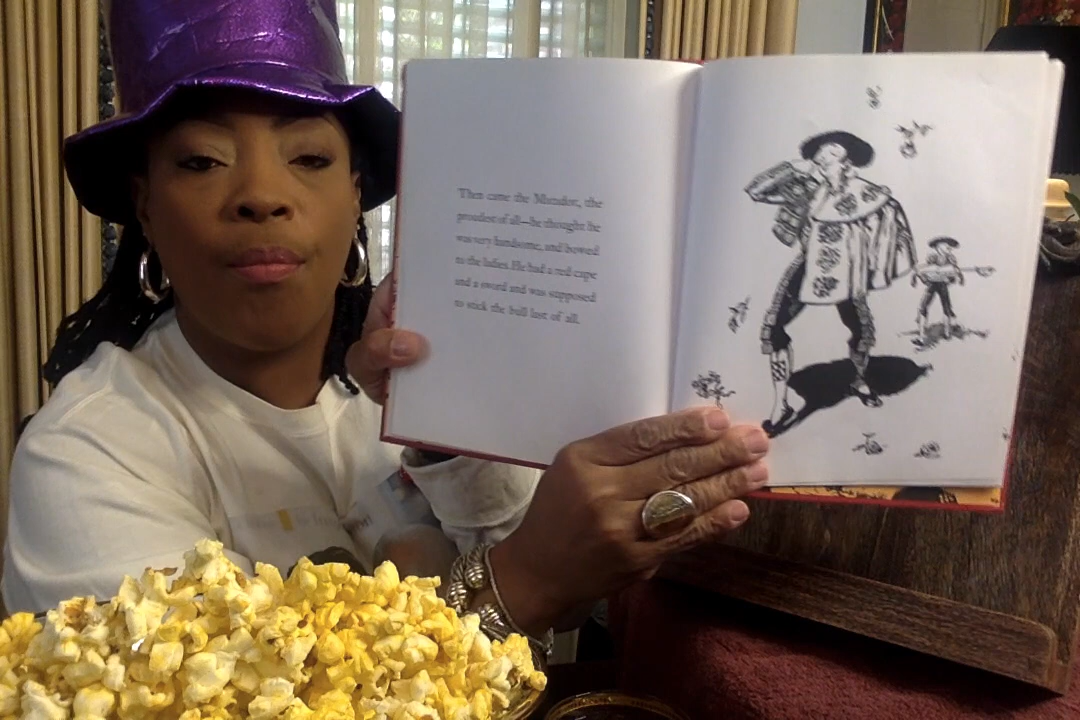 Then came the Matador, the
proudest of all—he thought he
was very handsome, and bowed
to the ladies. He had a red cape
and a sword and was supposed
to stick the bull last of all.